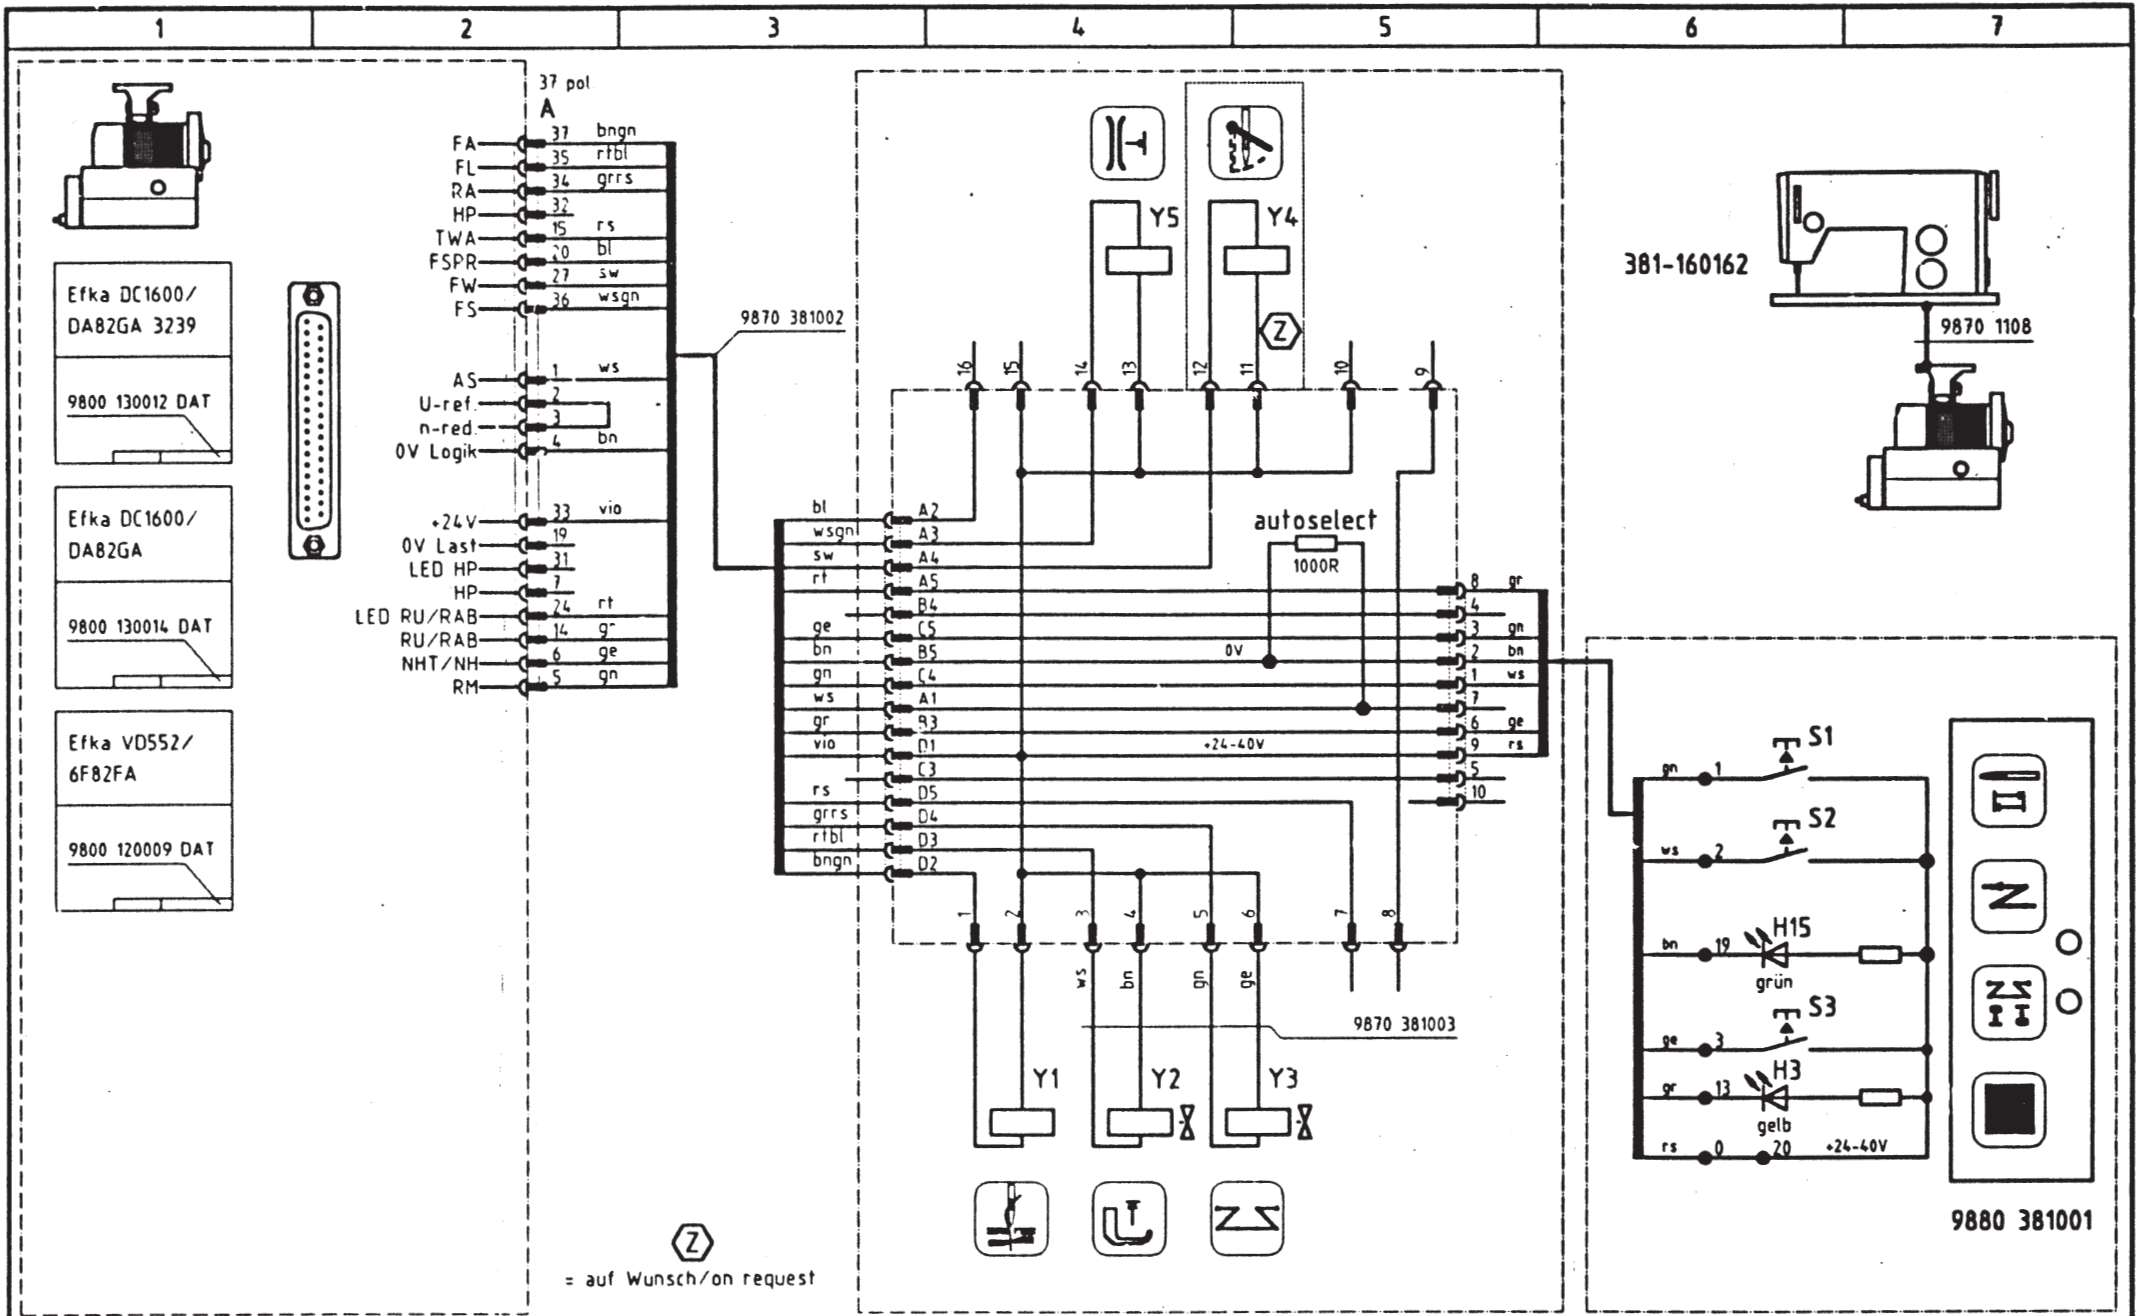 1 2 3 4 5 6 7
37 pol
A
FA 37 bngn
FL 35 rtbl
RA 34 grrs
HP 32
TWA 15 rs
FSPR 20 bl
FW 27 sw
FS 36 wsgn
AS 1 ws
U-ref. 2
n-red. 3
0V Logik 4 bn
+24V 33 vio
0V Last 19
LED HP 31
HP 7
LED RU/RAB 24 rt
RU/RAB 14 gr
NHT/NH 6 ge
RM 5 gn
Efka DC1600/
DA82GA 3239
9800 130012 DAT
Efka DC1600/
DA82GA
9800 130014 DAT
Efka VD552/
6F82FA
9800 120009 DAT
9870 381002
Y5
Y4
Z
16 15 14 13 12 11 10 9
autoselect
1000R
bl A2
wsgn A3
sw A4
rt A5 8 gr
B4 4
ge C5 3 gn
bn B5 0V 2 bn
gn C4 1 ws
ws A1 7
gr B3 6 ge
vio D1 +24-40V 9 rs
C3 5
rs D5 10
grrs D4
rtbl D3
bngn D2
1 2 3 4 5 6 7 8
ws bn gn ge
9870 381003
Y1
Y2
Y3
Z
= auf Wunsch/on request
381-160162
9870 1108
gn 1 S1
ws 2 S2
bn 19 H15
grün
ge 3 S3
gr 13 H3
gelb
rs 0 20 +24-40V
9880 381001